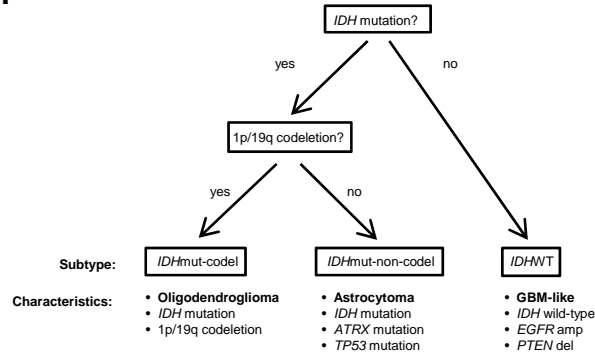 IDH mutation?
yes
no
1p/19q codeletion?
yes
no
Subtype:
IDHmut-codel
IDHmut-non-codel
IDHWT
Characteristics:
• Oligodendroglioma
• IDH mutation
• 1p/19q codeletion
• Astrocytoma
• IDH mutation
• ATRX mutation
• TP53 mutation
• GBM-like
• IDH wild-type
• EGFR amp
• PTEN del